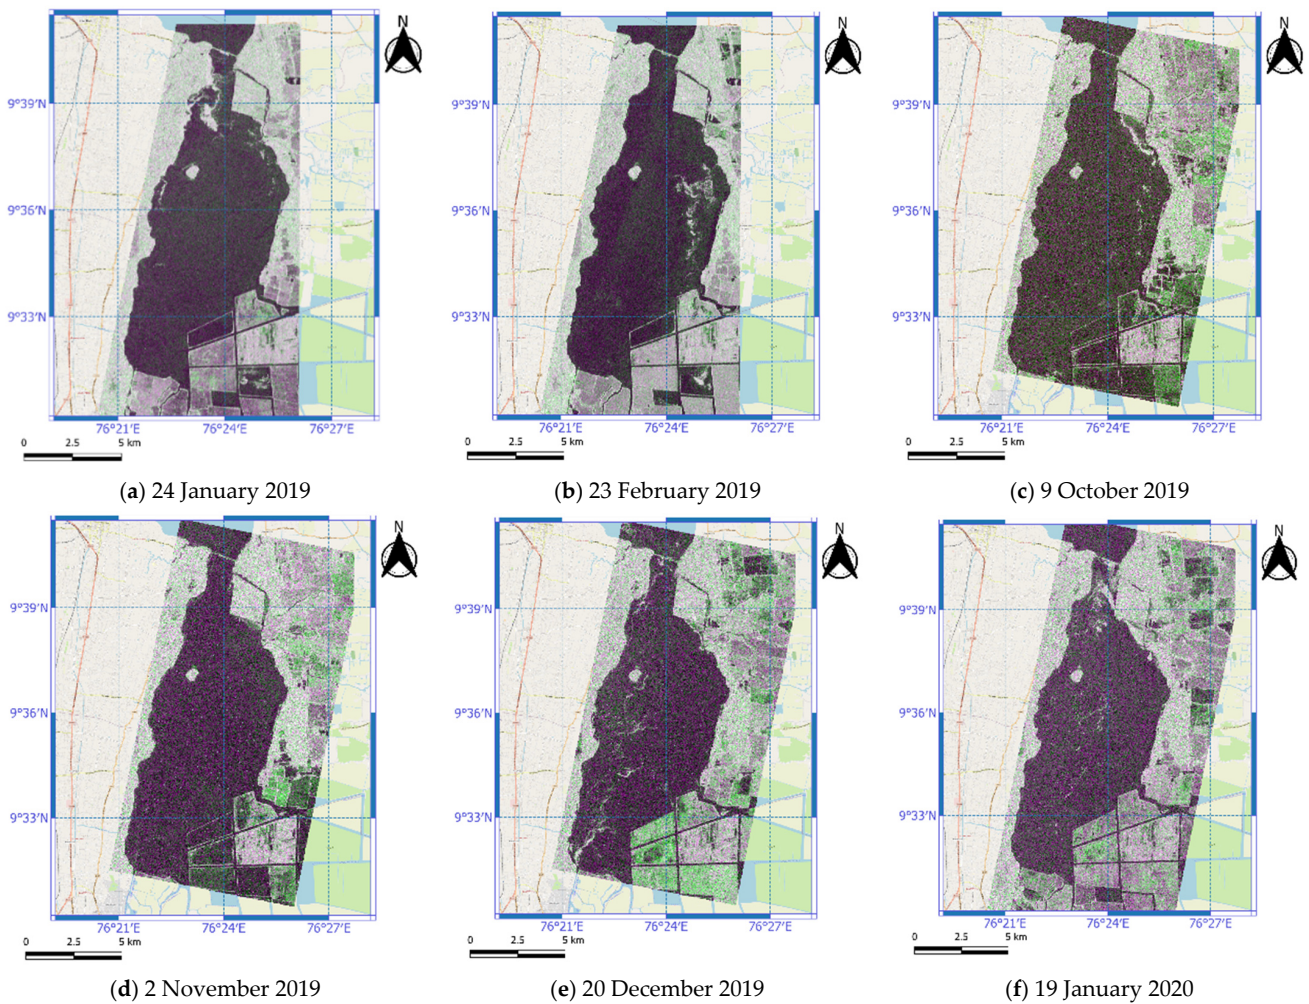 N N N
9°39′N 9°39′N 9°39′N
9°36′N 9°36′N 9°36′N
9°33′N 9°33′N 9°33′N
76°21′E 76°24′E 76°27′E 76°21′E 76°24′E 76°27′E 76°21′E 76°24′E 76°27′E
0 2.5 5 km 0 2.5 5 km 0 2.5 5 km
(a) 24 January 2019 (b) 23 February 2019 (c) 9 October 2019
N N N
9°39′N 9°39′N 9°39′N
9°36′N 9°36′N 9°36′N
9°33′N 9°33′N 9°33′N
76°21′E 76°24′E 76°27′E 76°21′E 76°24′E 76°27′E 76°21′E 76°24′E 76°27′E
0 2.5 5 km 0 2.5 5 km 0 2.5 5 km
(d) 2 November 2019 (e) 20 December 2019 (f) 19 January 2020